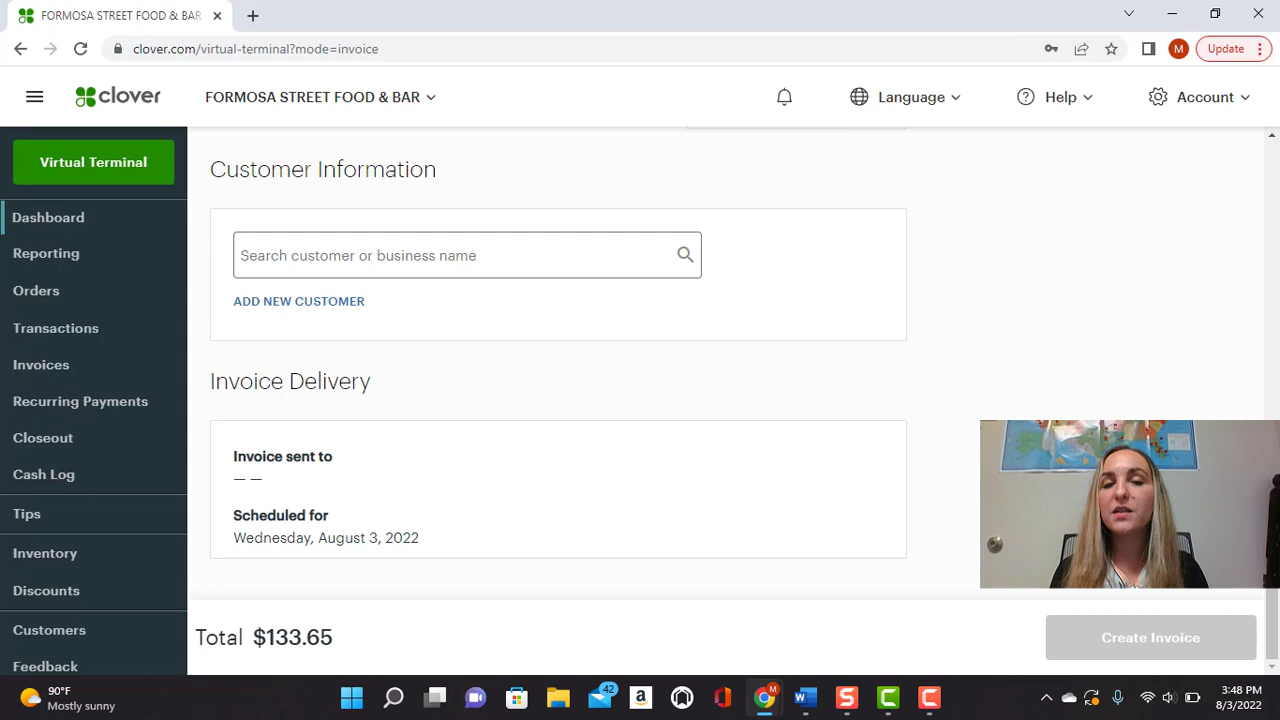 FORMOSA STREET FOOD & BAR
clover.com/virtual-terminal?mode=invoice
M
Update
clover
FORMOSA STREET FOOD & BAR
Language
Help
Account
Virtual Terminal
Dashboard
Reporting
Orders
Transactions
Invoices
Recurring Payments
Closeout
Cash Log
Tips
Inventory
Discounts
Customers
Feedback
Customer Information
Search customer or business name
ADD NEW CUSTOMER
Invoice Delivery
Invoice sent to
— —
Scheduled for
Wednesday, August 3, 2022
Total $133.65
Create Invoice
90°F
Mostly sunny
42
M
3:48 PM
8/3/2022